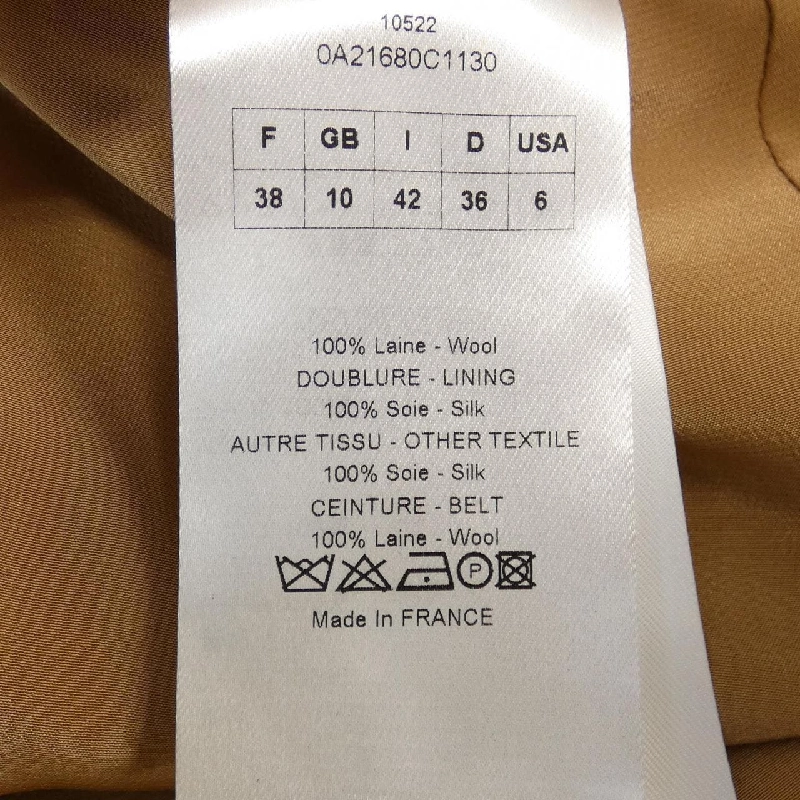 10522
0A21680C1130
F GB I D USA
38 10 42 36 6
100% Laine - Wool
DOUBLURE - LINING
100% Soie - Silk
AUTRE TISSU - OTHER TEXTILE
100% Soie - Silk
CEINTURE - BELT
100% Laine - Wool
P
Made In FRANCE